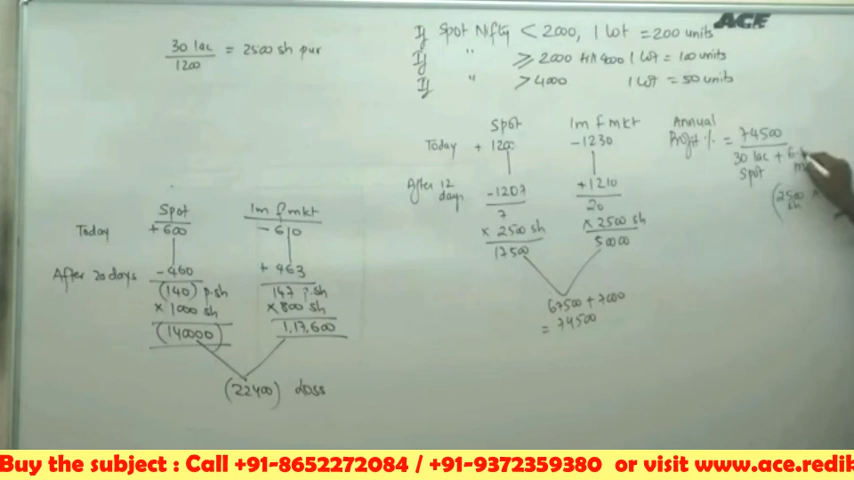 ACE
30 lac / 1200 = 2500 sh pur
If Spot Nifty < 2000, 1 lot = 200 units
If " ≥ 2000 till 4000 1 lot = 100 units
If " > 4000 1 lot = 50 units
Spot 1m f mkt
Today + 1200 - 1230
After 12 days - 1207 + 1210
7 20
× 2500 sh × 2500 sh
17500 50000
67500 + 7000
= 74500
Annual Profit % = 74500
30 lac +
Spot
(2500 sh ×
Spot 1m f mkt
Today + 600 - 610
After 20 days - 460 + 463
(140) p.sh 147 p.sh
× 1000 sh × 800 sh
(140000) 1,17,600
(22400) Loss
Buy the subject : Call +91-8652272084 / +91-9372359380 or visit www.ace.redik